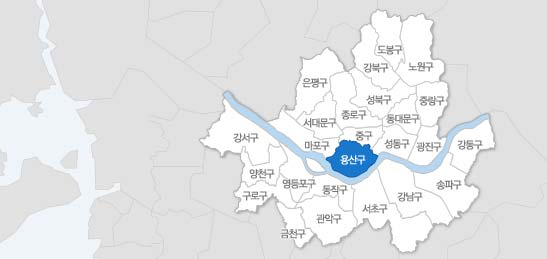 도봉구
강북구
노원구
은평구
성북구
중랑구
종로구
서대문구
동대문구
강서구
중구
마포구
성동구
광진구
강동구
용산구
양천구
영등포구
동작구
송파구
구로구
강남구
서초구
관악구
금천구